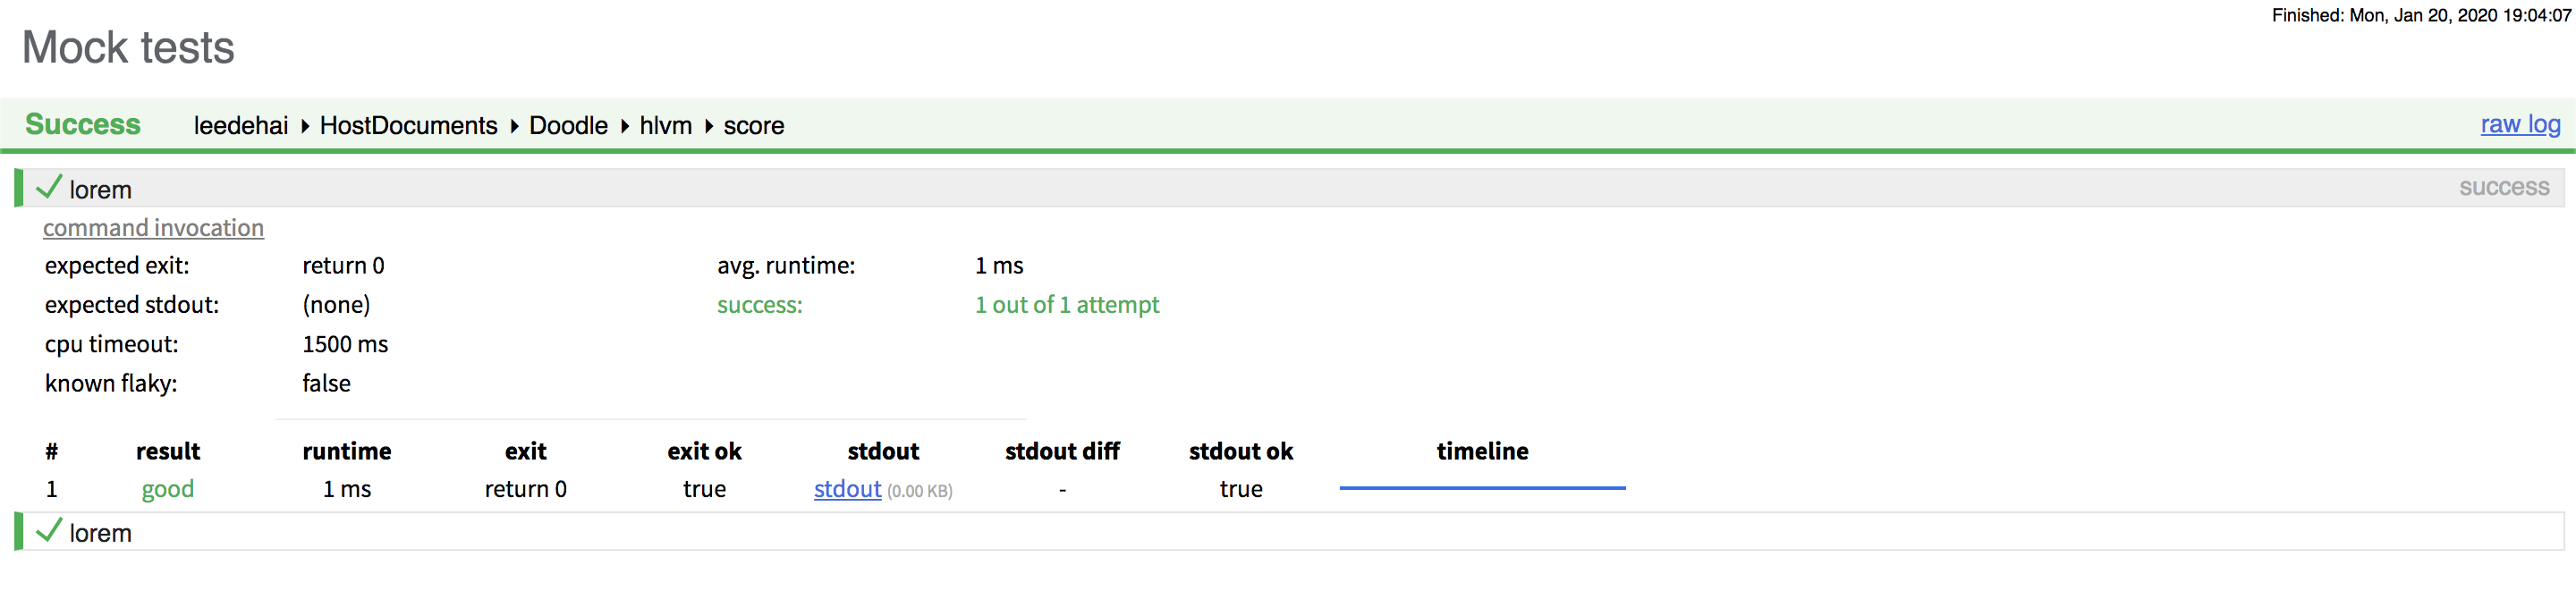 Finished: Mon, Jan 20, 2020 19:04:07
Mock tests
Success leedehai ▸ HostDocuments ▸ Doodle ▸ hlvm ▸ score raw log
✓ lorem success
command invocation
expected exit: return 0 avg. runtime: 1 ms
expected stdout: (none) success: 1 out of 1 attempt
cpu timeout: 1500 ms
known flaky: false
# result runtime exit exit ok stdout stdout diff stdout ok timeline
1 good 1 ms return 0 true stdout (0.00 KB) - true
✓ lorem